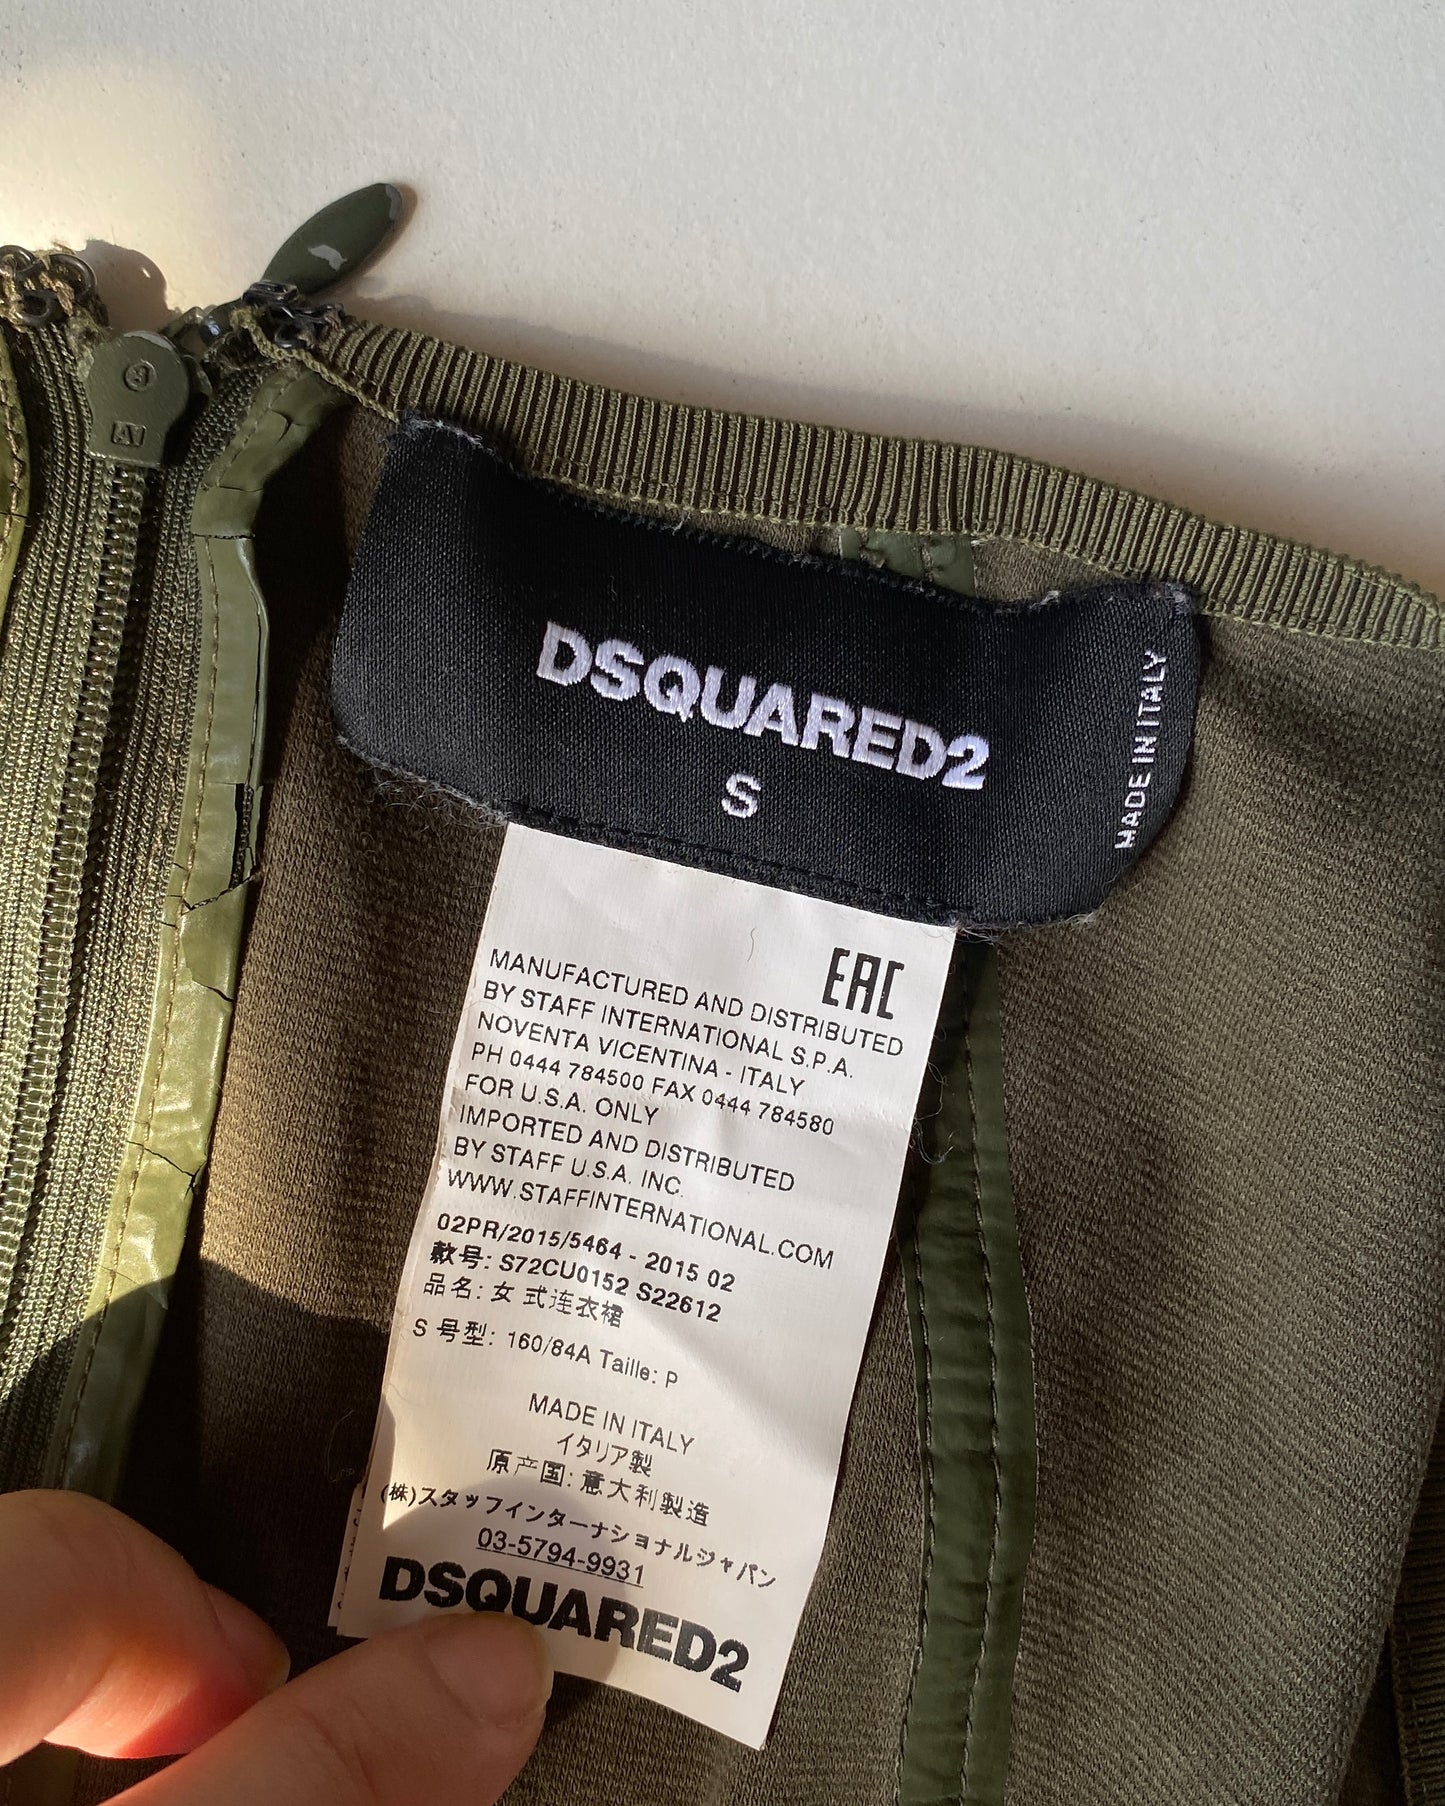 DSQUARED2
S
MADE IN ITALY
EAC
MANUFACTURED AND DISTRIBUTED
BY STAFF INTERNATIONAL S.P.A.
NOVENTA VICENTINA - ITALY
PH 0444 784500 FAX 0444 784580
FOR U.S.A. ONLY
IMPORTED AND DISTRIBUTED
BY STAFF U.S.A. INC.
WWW.STAFFINTERNATIONAL.COM
02PR/2015/5464 - 2015 02
款号: S72CU0152 S22612
品名: 女 式连衣裙
S 号型: 160/84A Taille: P
MADE IN ITALY
イタリア製
原产国: 意大利製造
(株)スタッフインターナショナルジャパン
03-5794-9931
DSQUARED2